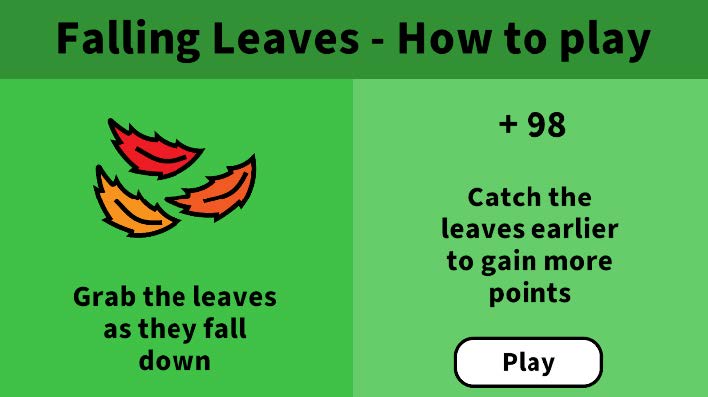 Falling Leaves - How to play
Grab the leaves
as they fall
down
+ 98
Catch the
leaves earlier
to gain more
points
Play